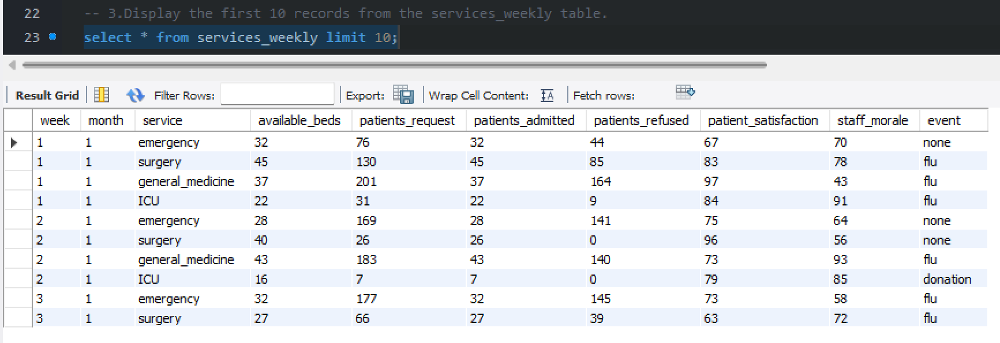 22 -- 3.Display the first 10 records from the services_weekly table.
23 select * from services_weekly limit 10;
Result Grid Filter Rows: Export: Wrap Cell Content: IA Fetch rows:
week month service available_beds patients_request patients_admitted patients_refused patient_satisfaction staff_morale event
1 1 emergency 32 76 32 44 67 70 none
1 1 surgery 45 130 45 85 83 78 flu
1 1 general_medicine 37 201 37 164 97 43 flu
1 1 ICU 22 31 22 9 84 91 flu
2 1 emergency 28 169 28 141 75 64 none
2 1 surgery 40 26 26 0 96 56 none
2 1 general_medicine 43 183 43 140 73 93 flu
2 1 ICU 16 7 7 0 79 85 donation
3 1 emergency 32 177 32 145 73 58 flu
3 1 surgery 27 66 27 39 63 72 flu